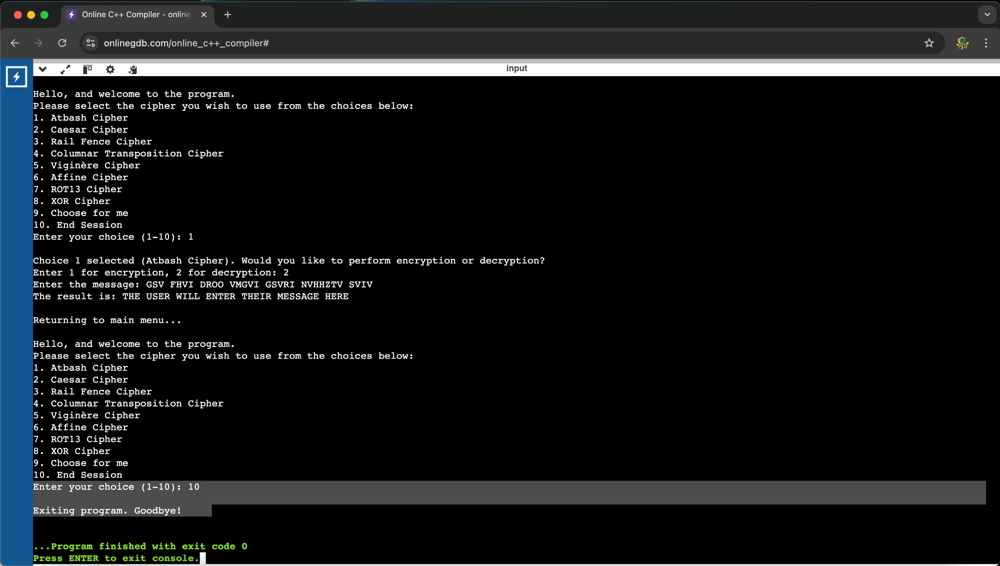 Online C++ Compiler - online
onlinegdb.com/online_c++_compiler#
input
Hello, and welcome to the program.
Please select the cipher you wish to use from the choices below:
1. Atbash Cipher
2. Caesar Cipher
3. Rail Fence Cipher
4. Columnar Transposition Cipher
5. Viginère Cipher
6. Affine Cipher
7. ROT13 Cipher
8. XOR Cipher
9. Choose for me
10. End Session
Enter your choice (1-10): 1
Choice 1 selected (Atbash Cipher). Would you like to perform encryption or decryption?
Enter 1 for encryption, 2 for decryption: 2
Enter the message: GSV FHVI DROO VMGVI GSVRI NVHHZTV SVIV
The result is: THE USER WILL ENTER THEIR MESSAGE HERE
Returning to main menu...
Hello, and welcome to the program.
Please select the cipher you wish to use from the choices below:
1. Atbash Cipher
2. Caesar Cipher
3. Rail Fence Cipher
4. Columnar Transposition Cipher
5. Viginère Cipher
6. Affine Cipher
7. ROT13 Cipher
8. XOR Cipher
9. Choose for me
10. End Session
Enter your choice (1-10): 10
Exiting program. Goodbye!
...Program finished with exit code 0
Press ENTER to exit console.